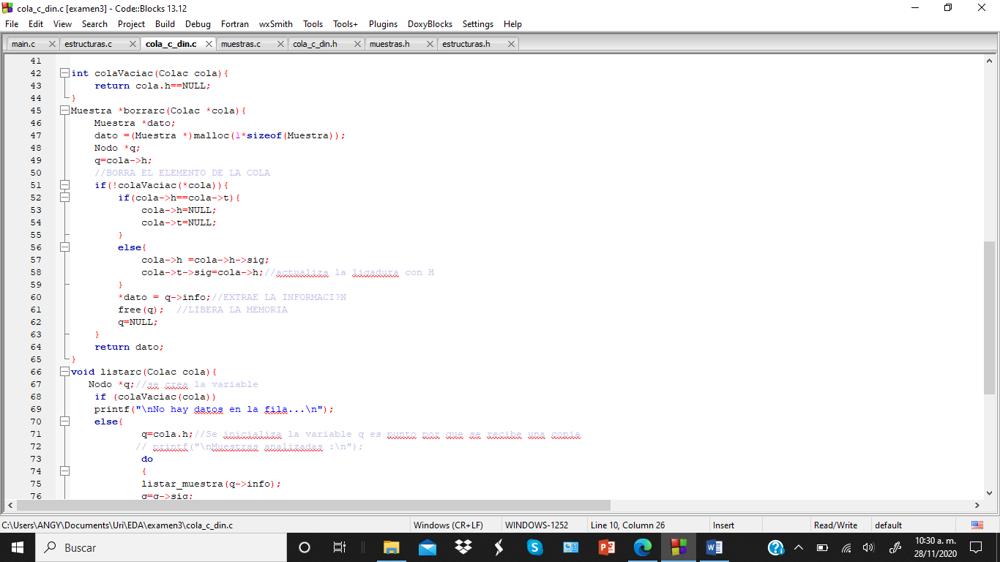 cola_c_din.c [examen3] - Code::Blocks 13.12
File Edit View Search Project Build Debug Fortran wxSmith Tools Tools+ Plugins DoxyBlocks Settings Help
main.c estructuras.c cola_c_din.c muestras.c cola_c_din.h muestras.h estructuras.h
41
42 int colaVaciac(Colac cola){
43 return cola.h==NULL;
44 }
45 Muestra *borrarc(Colac *cola){
46 Muestra *dato;
47 dato =(Muestra *)malloc(1*sizeof(Muestra));
48 Nodo *q;
49 q=cola->h;
50 //BORRA EL ELEMENTO DE LA COLA
51 if(!colaVaciac(*cola)){
52 if(cola->h==cola->t){
53 cola->h=NULL;
54 cola->t=NULL;
55 }
56 else{
57 cola->h =cola->h->sig;
58 cola->t->sig=cola->h;//actualiza la ligadura con H
59 }
60 *dato = q->info;//EXTRAE LA INFORMACI?N
61 free(q); //LIBERA LA MEMORIA
62 q=NULL;
63 }
64 return dato;
65 }
66 void listarc(Colac cola){
67 Nodo *q;//se crea la variable
68 if (colaVaciac(cola))
69 printf("\nNo hay datos en la fila...\n");
70 else{
71 q=cola.h;//Se inicializa la variable q es punto por que se recibe una copia
72 // printf("\nMuestras analizadas :\n");
73 do
74 {
75 listar_muestra(q->info);
76 q=q->sig;
C:\Users\ANGY\Documents\Uri\EDA\examen3\cola_c_din.c Windows (CR+LF) WINDOWS-1252 Line 10, Column 26 Insert Read/Write default
Buscar
10:30 a. m.
28/11/2020